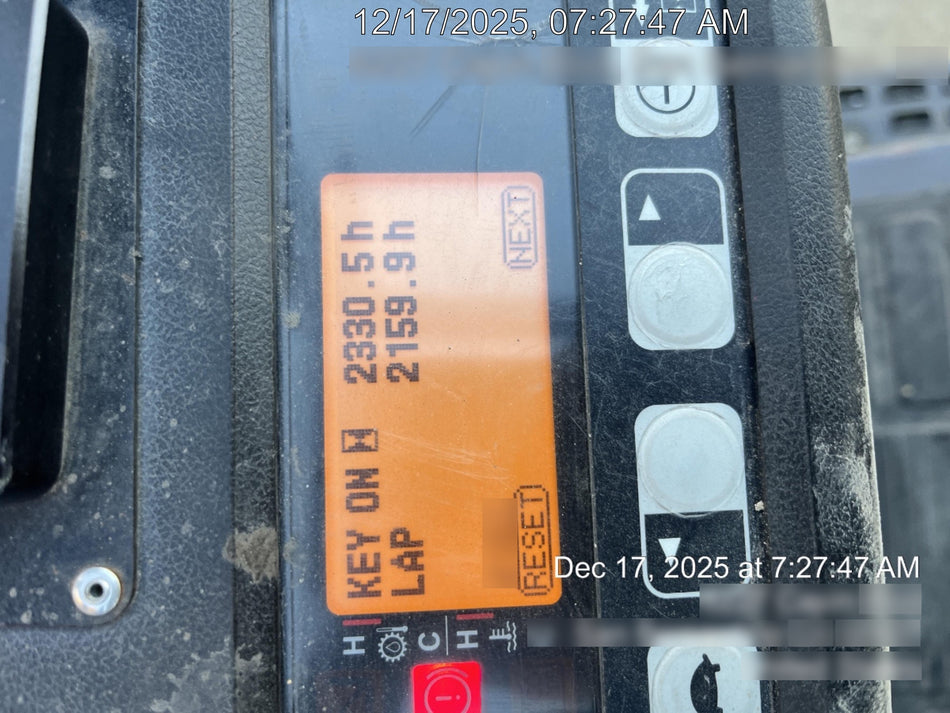 12/17/2025, 07:27:47 AM
KEY ON H 2330.5 h
LAP 2159.9 h
RESET
NEXT
Dec 17, 2025 at 7:27:47 AM
H
C
H